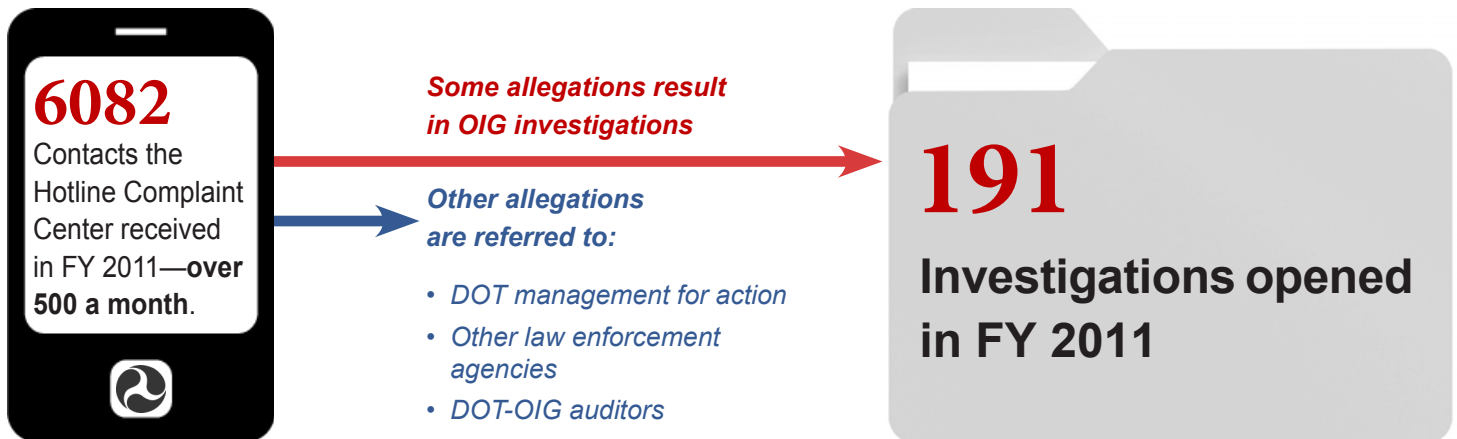 6082
Contacts the
Hotline Complaint
Center received
in FY 2011—over
500 a month.
Some allegations result
in OIG investigations
Other allegations
are referred to:
• DOT management for action
• Other law enforcement
agencies
• DOT-OIG auditors
191
Investigations opened
in FY 2011